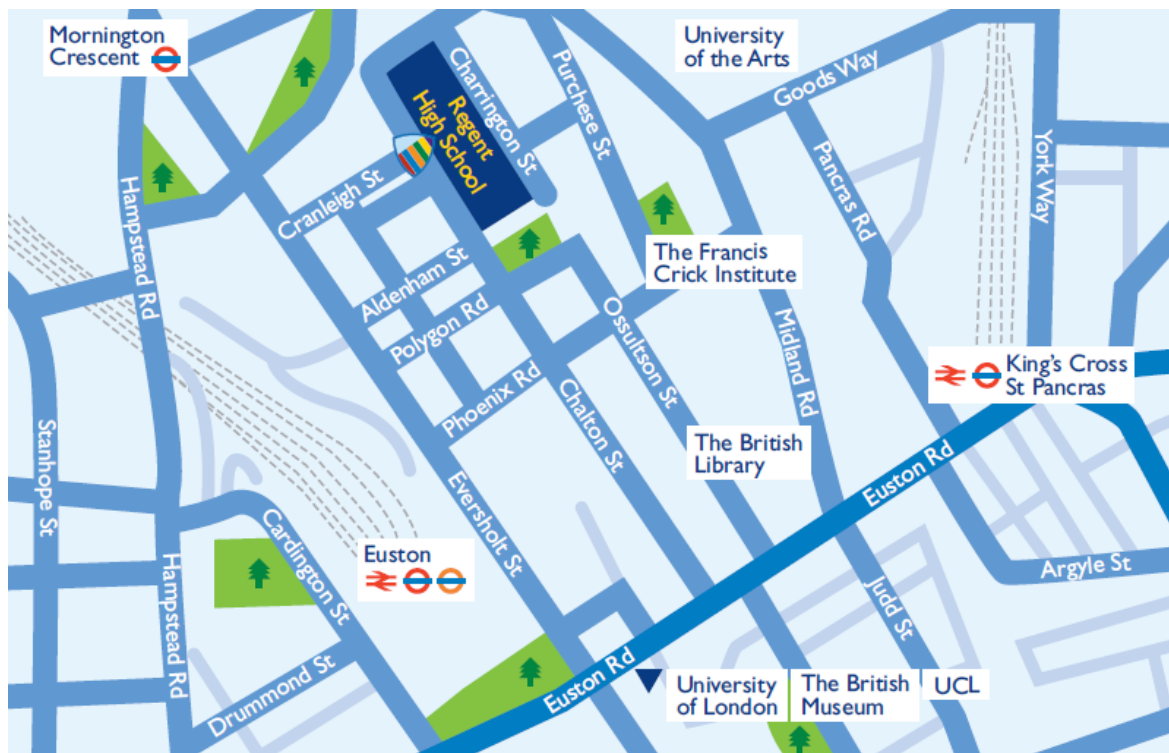 Mornington
Crescent
University
of the Arts
Goods Way
Charrington St
Purchese St
Regent
High School
Cranleigh St
Pancras Rd
York Way
Hampstead Rd
Aldenham St
Polygon Rd
The Francis
Crick Institute
Ossultson St
Midland Rd
Phoenix Rd
Chalton St
King's Cross
St Pancras
Stanhope St
The British
Library
Euston Rd
Eversholt St
Cardington St
Euston
Hampstead Rd
Argyle St
Judd St
Drummond St
Euston Rd
University
of London
The British
Museum
UCL